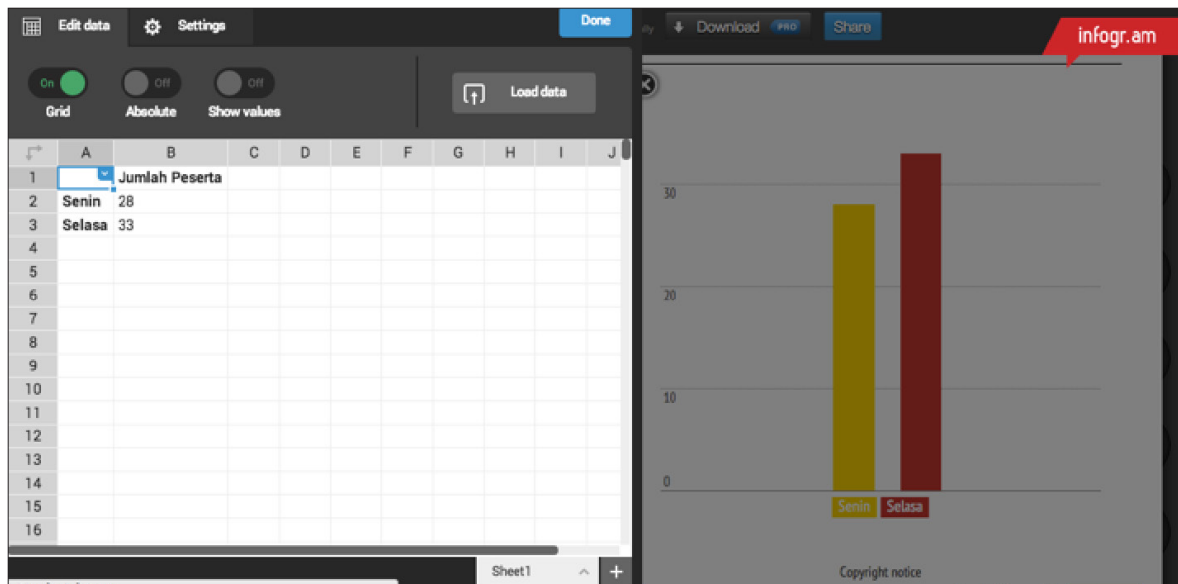 Edit data
Settings
Done
On
Off
Off
Grid
Absolute
Show values
Load data
A B C D E F G H I J
1 Jumlah Peserta
2 Senin 28
3 Selasa 33
4
5
6
7
8
9
10
11
12
13
14
15
16
Sheet1
+
Download PRO
Share
infogr.am
30
20
10
0
Senin Selasa
Copyright notice